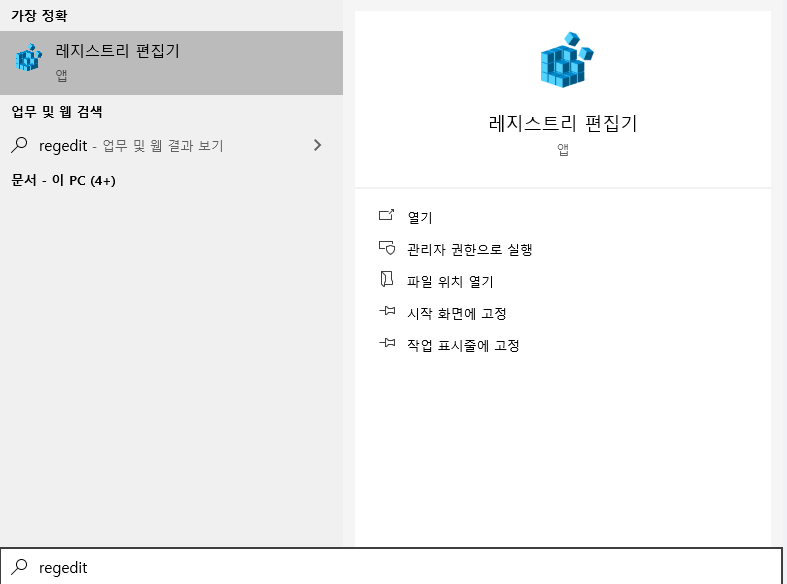 가장 정확
레지스트리 편집기
앱
업무 및 웹 검색
regedit - 업무 및 웹 결과 보기
문서 - 이 PC (4+)
레지스트리 편집기
앱
열기
관리자 권한으로 실행
파일 위치 열기
시작 화면에 고정
작업 표시줄에 고정
regedit